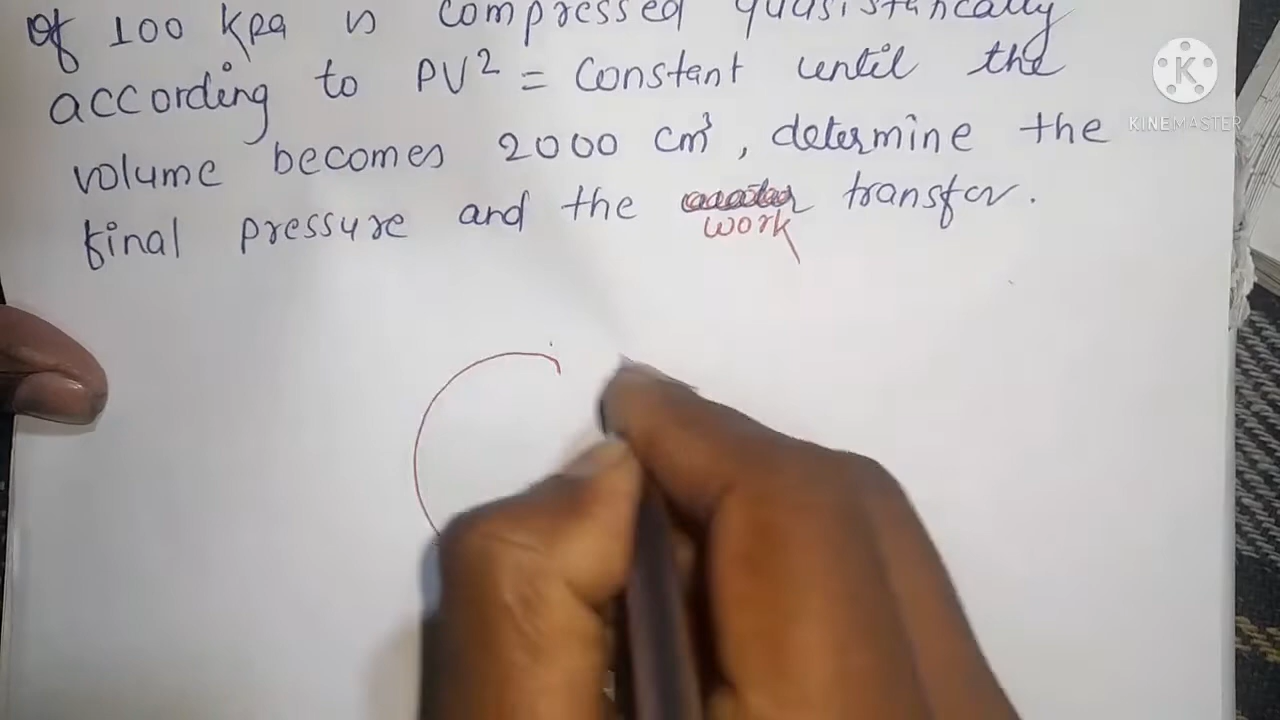 of 100 kpa is compressed quasistatically
according to PV² = Constant until the
volume becomes 2000 cm³, determine the
final pressure and the work transfer.
KINEMASTER